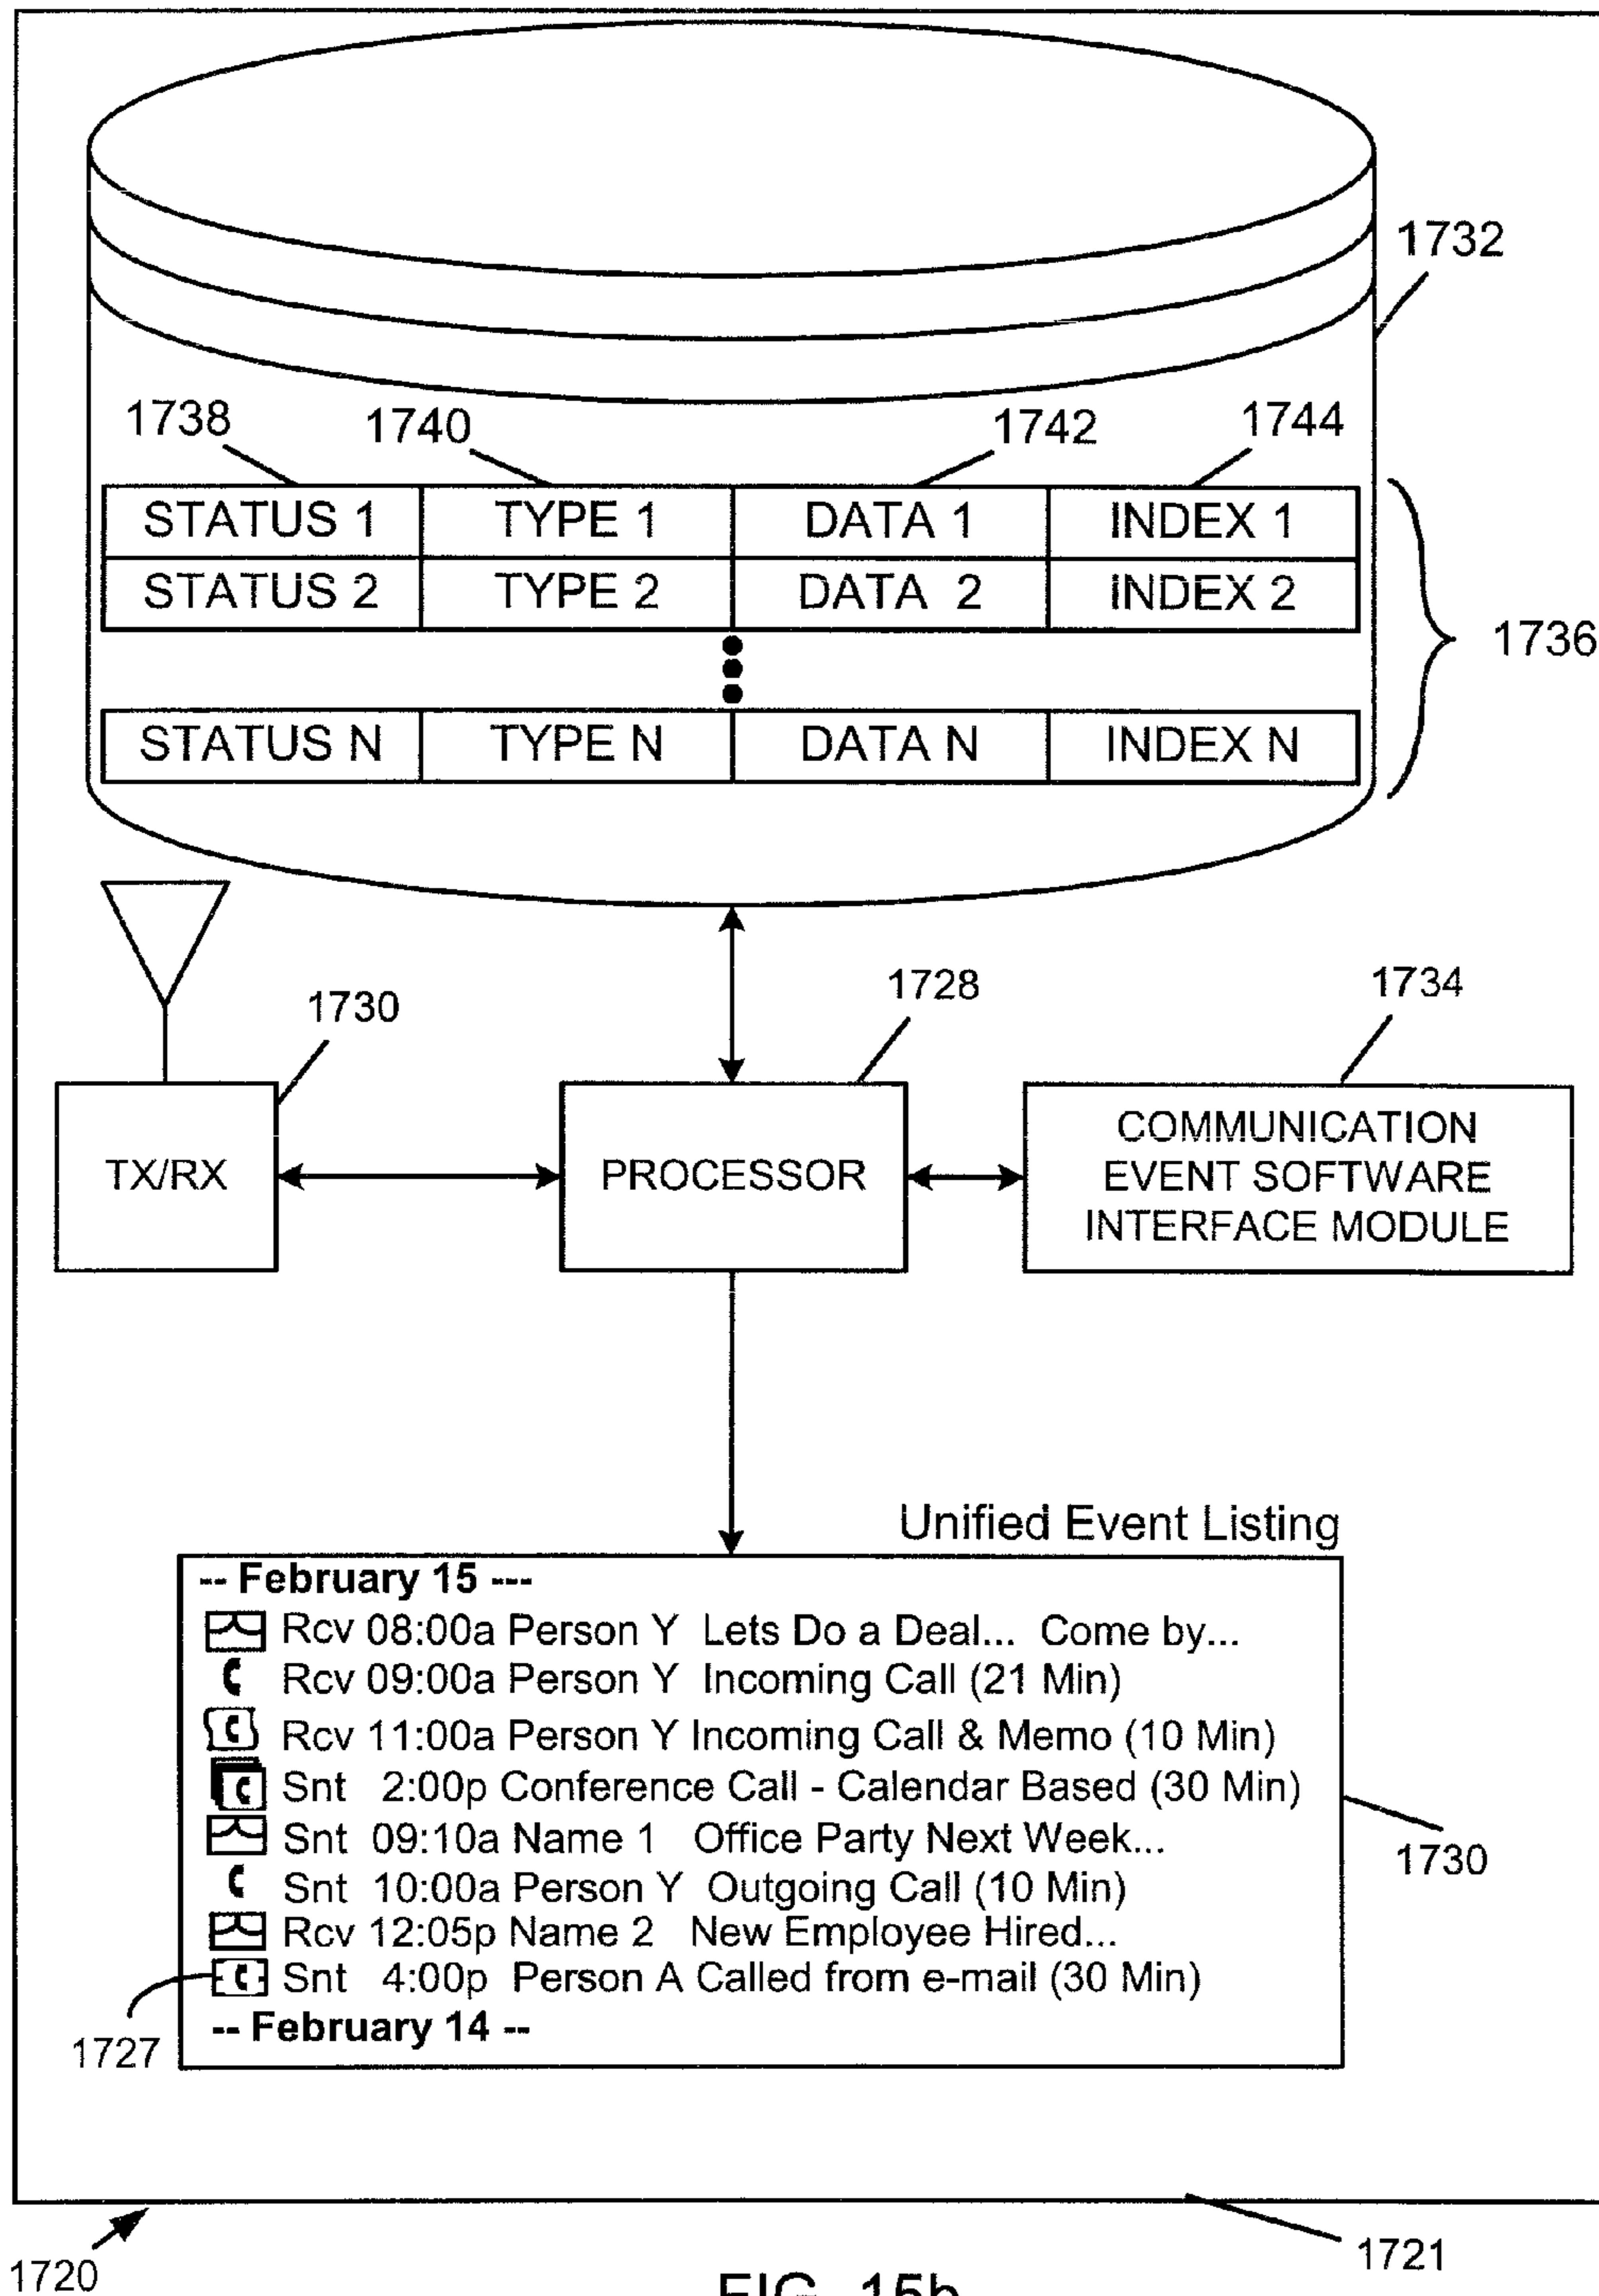 1732
1738 1740 1742 1744
STATUS 1 TYPE 1 DATA 1 INDEX 1
STATUS 2 TYPE 2 DATA 2 INDEX 2
1736
STATUS N TYPE N DATA N INDEX N
1730 1728 1734
TX/RX
PROCESSOR
COMMUNICATION
EVENT SOFTWARE
INTERFACE MODULE
Unified Event Listing
-- February 15 ---
Rcv 08:00a Person Y Lets Do a Deal... Come by...
Rcv 09:00a Person Y Incoming Call (21 Min)
Rcv 11:00a Person Y Incoming Call & Memo (10 Min)
Snt 2:00p Conference Call - Calendar Based (30 Min)
Snt 09:10a Name 1 Office Party Next Week...
Snt 10:00a Person Y Outgoing Call (10 Min)
Rcv 12:05p Name 2 New Employee Hired...
Snt 4:00p Person A Called from e-mail (30 Min)
-- February 14 --
1730
1727
1720
1721
FIG. 15b